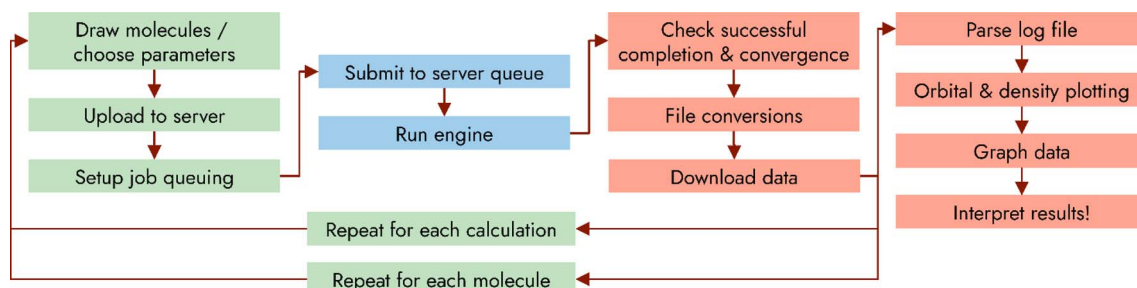 Draw molecules /
choose parameters
Upload to server
Setup job queuing
Submit to server queue
Run engine
Check successful
completion & convergence
File conversions
Download data
Parse log file
Orbital & density plotting
Graph data
Interpret results!
Repeat for each calculation
Repeat for each molecule